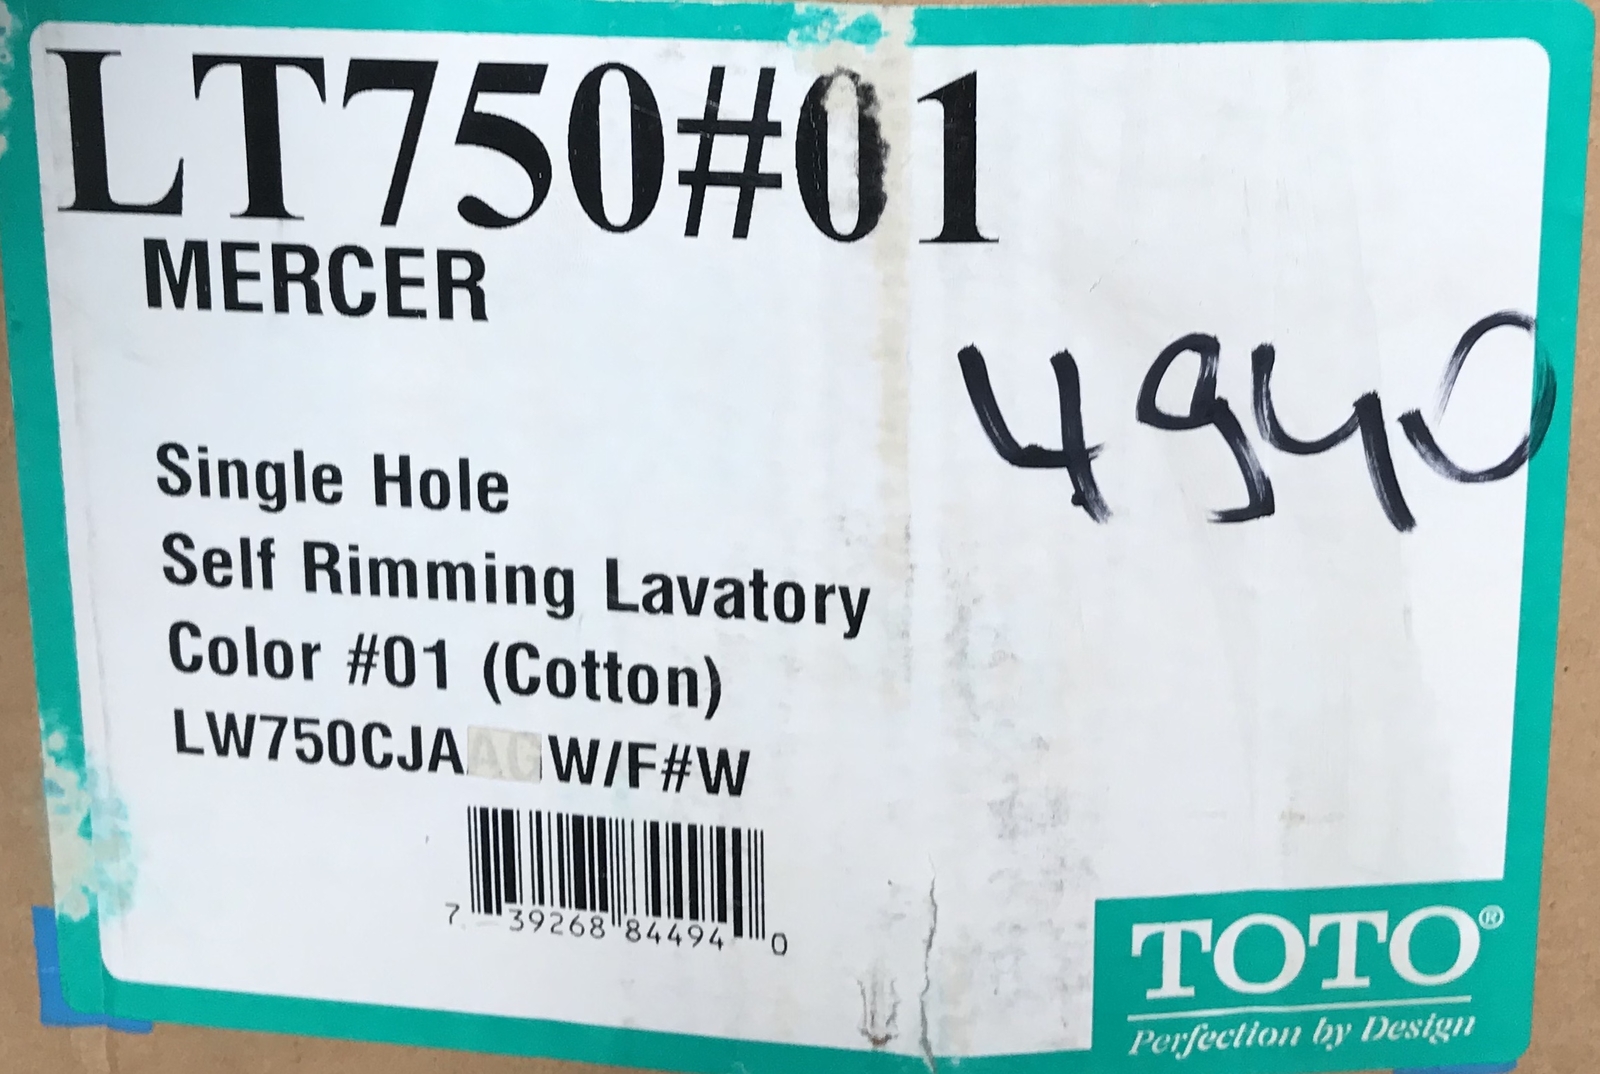 LT750#01
MERCER
4940
Single Hole
Self Rimming Lavatory
Color #01 (Cotton)
LW750CJAAGW/F#W
7 39268 84494 0
TOTO®
Perfection by Design